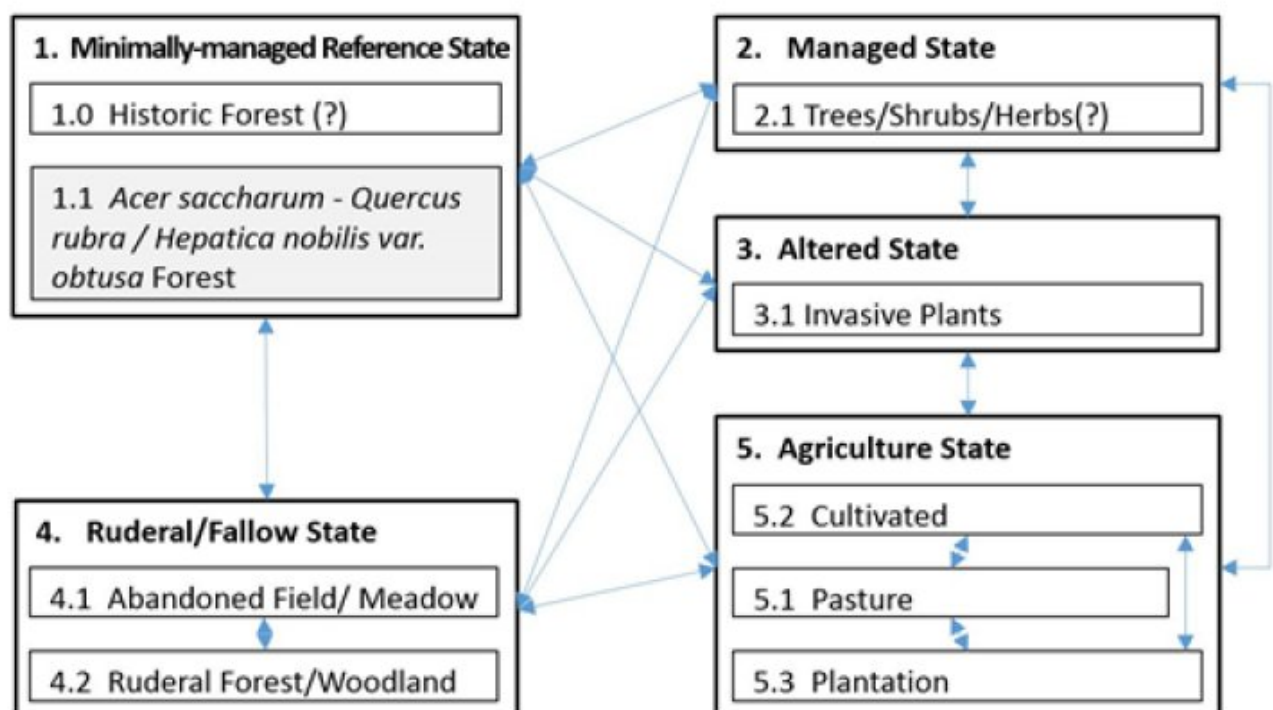 1. Minimally-managed Reference State
1.0 Historic Forest (?)
1.1 Acer saccharum - Quercus
rubra / Hepatica nobilis var.
obtusa Forest
2. Managed State
2.1 Trees/Shrubs/Herbs(?)
3. Altered State
3.1 Invasive Plants
4. Ruderal/Fallow State
4.1 Abandoned Field/ Meadow
4.2 Ruderal Forest/Woodland
5. Agriculture State
5.2 Cultivated
5.1 Pasture
5.3 Plantation